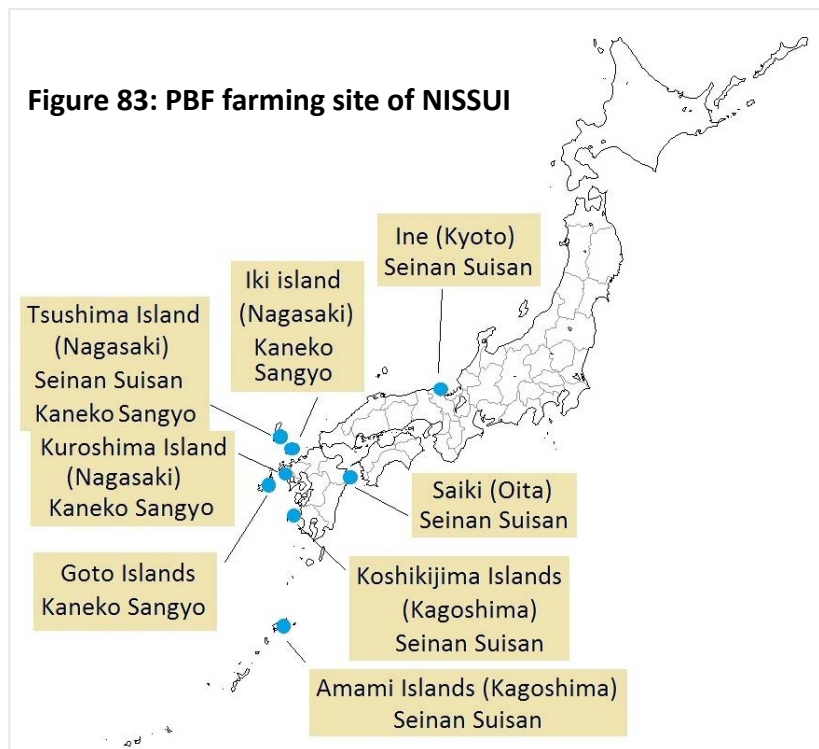 Figure 83: PBF farming site of NISSUI
Ine (Kyoto)
Seinan Suisan
Iki island
(Nagasaki)
Kaneko
Sangyo
Tsushima Island
(Nagasaki)
Seinan Suisan
Kaneko Sangyo
Kuroshima Island
(Nagasaki)
Kaneko Sangyo
Saiki (Oita)
Seinan Suisan
Goto Islands
Kaneko Sangyo
Koshikijima Islands
(Kagoshima)
Seinan Suisan
Amami Islands (Kagoshima)
Seinan Suisan